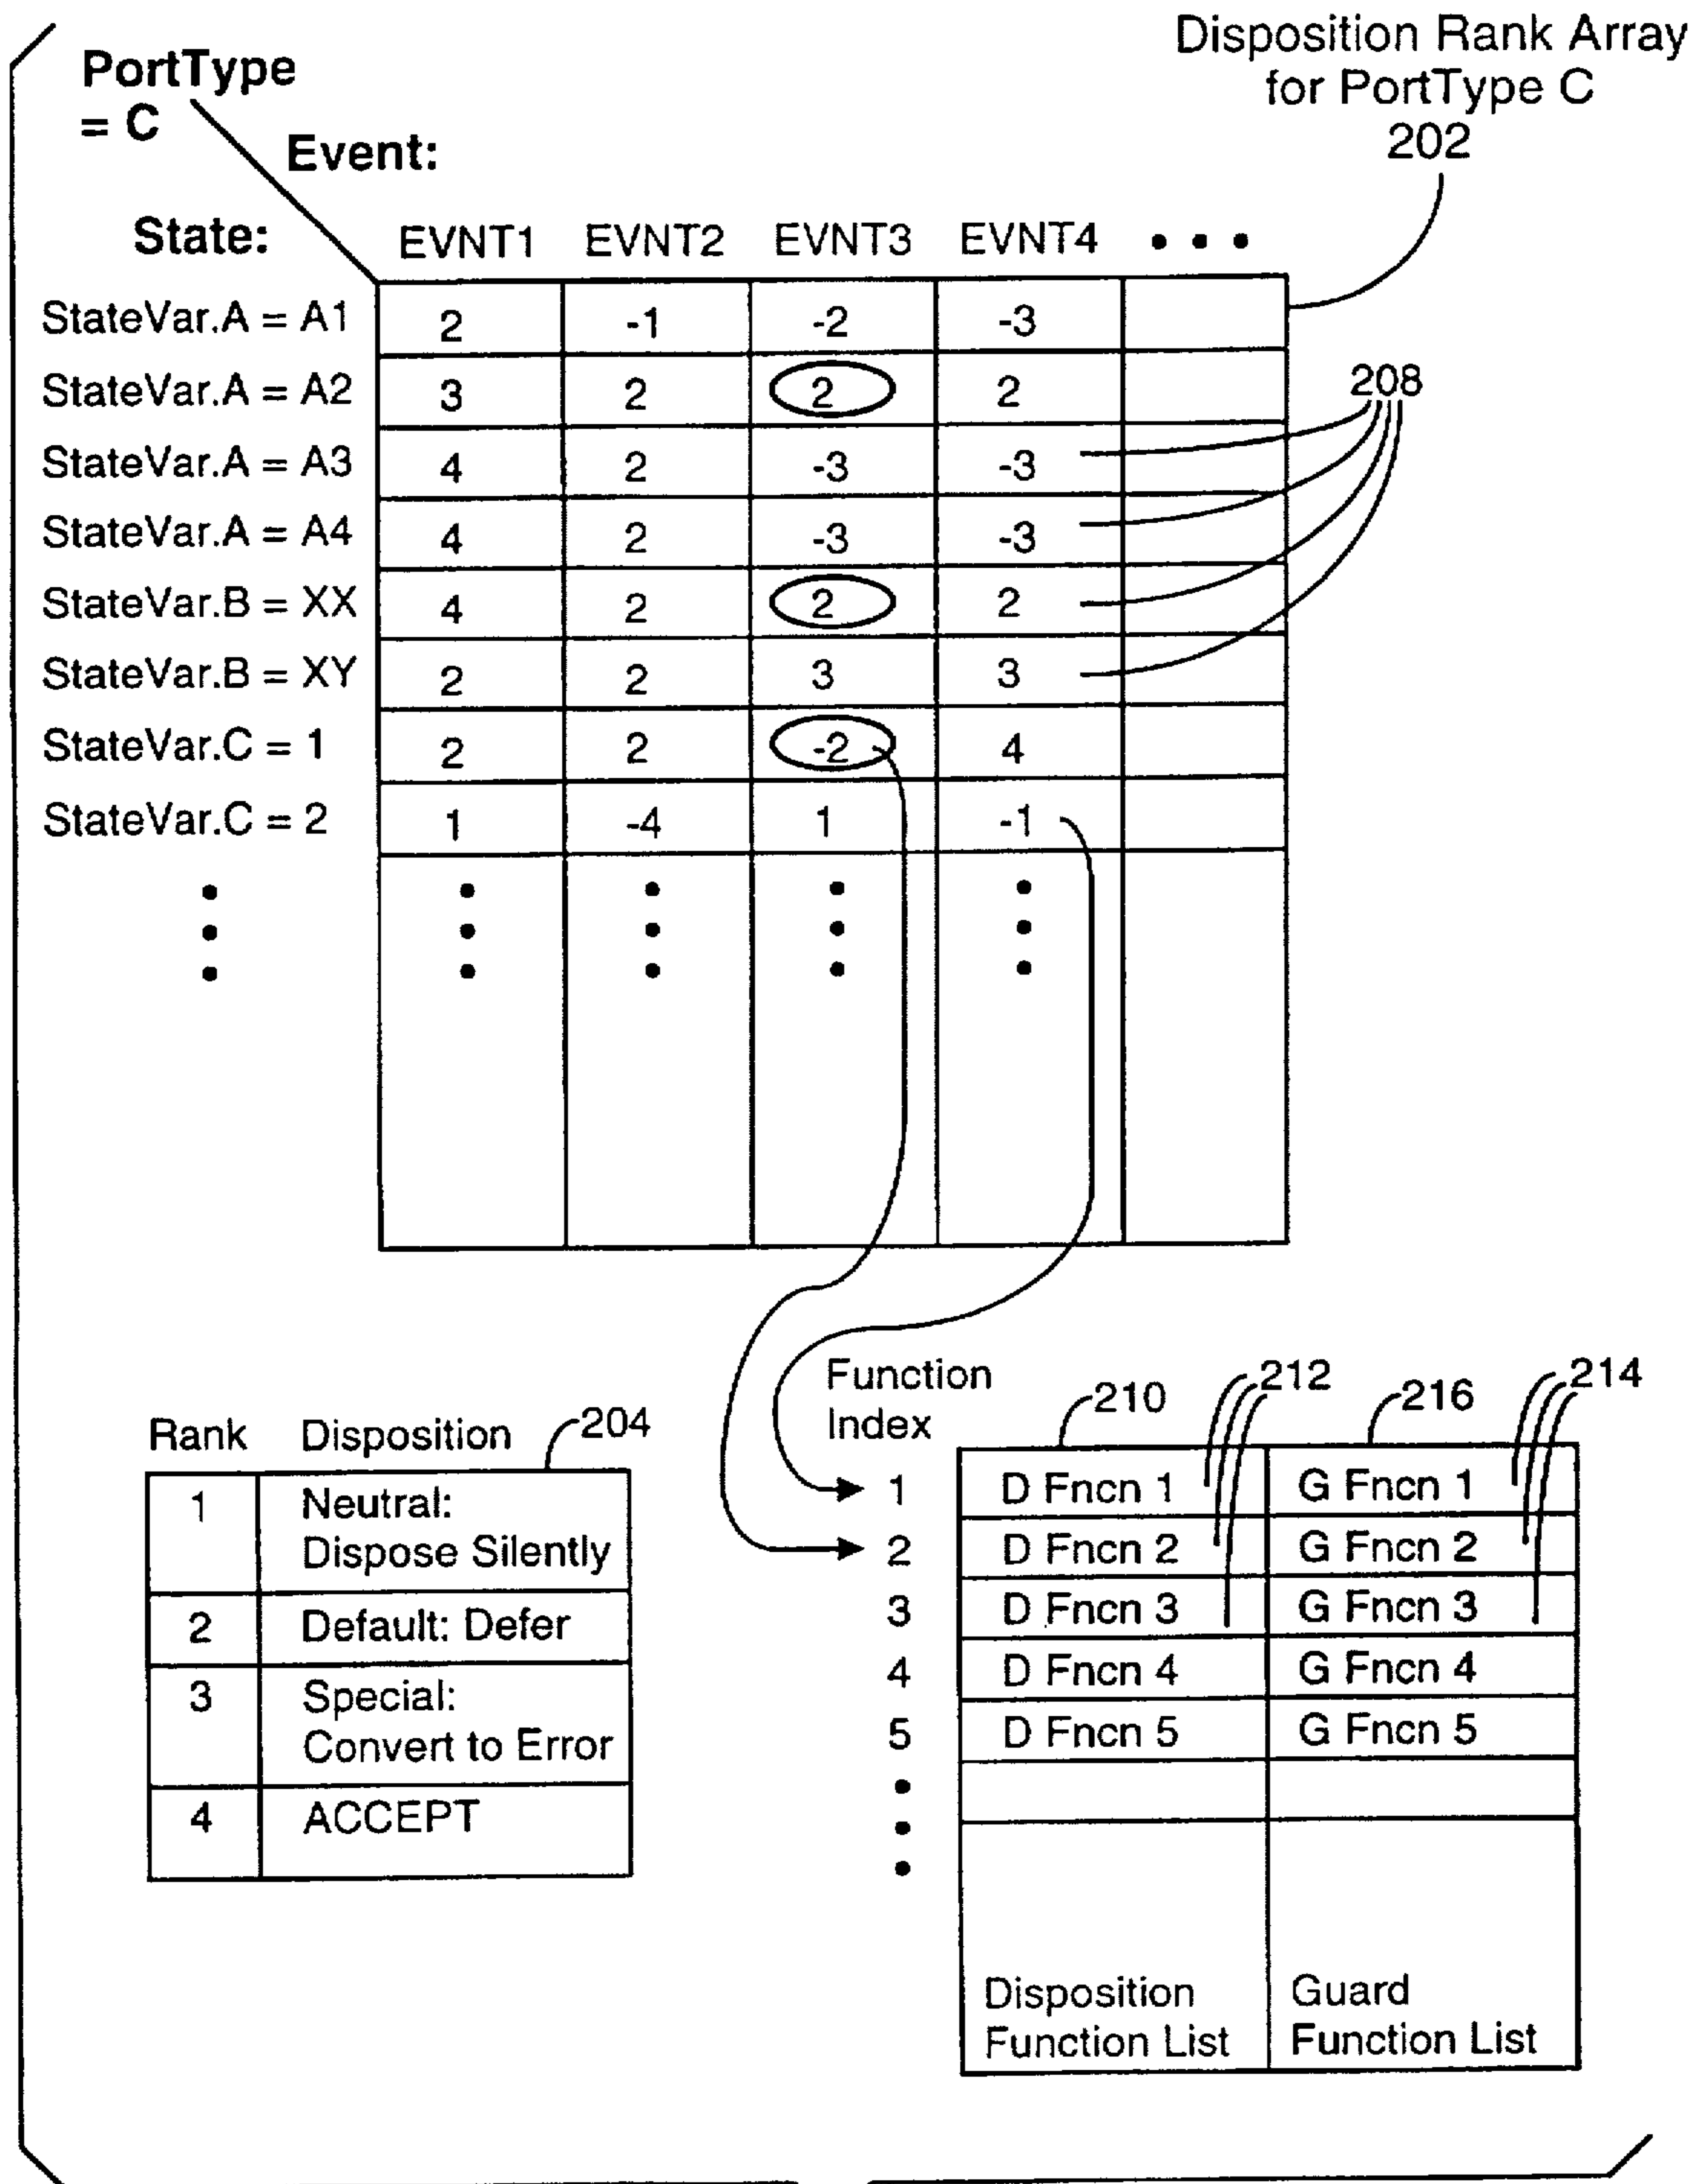 Disposition Rank Array
for PortType C
202
PortType
= C
Event:
State: EVNT1 EVNT2 EVNT3 EVNT4 • • •
StateVar.A = A1 2 -1 -2 -3
StateVar.A = A2 3 2 2 2
208
StateVar.A = A3 4 2 -3 -3
StateVar.A = A4 4 2 -3 -3
StateVar.B = XX 4 2 2 2
StateVar.B = XY 2 2 3 3
StateVar.C = 1 2 2 -2 4
StateVar.C = 2 1 -4 1 -1
Rank Disposition 204
1 Neutral:
Dispose Silently
2 Default: Defer
3 Special:
Convert to Error
4 ACCEPT
Function
Index
210 212 216 214
1 D Fncn 1 G Fncn 1
2 D Fncn 2 G Fncn 2
3 D Fncn 3 G Fncn 3
4 D Fncn 4 G Fncn 4
5 D Fncn 5 G Fncn 5
Disposition
Function List
Guard
Function List